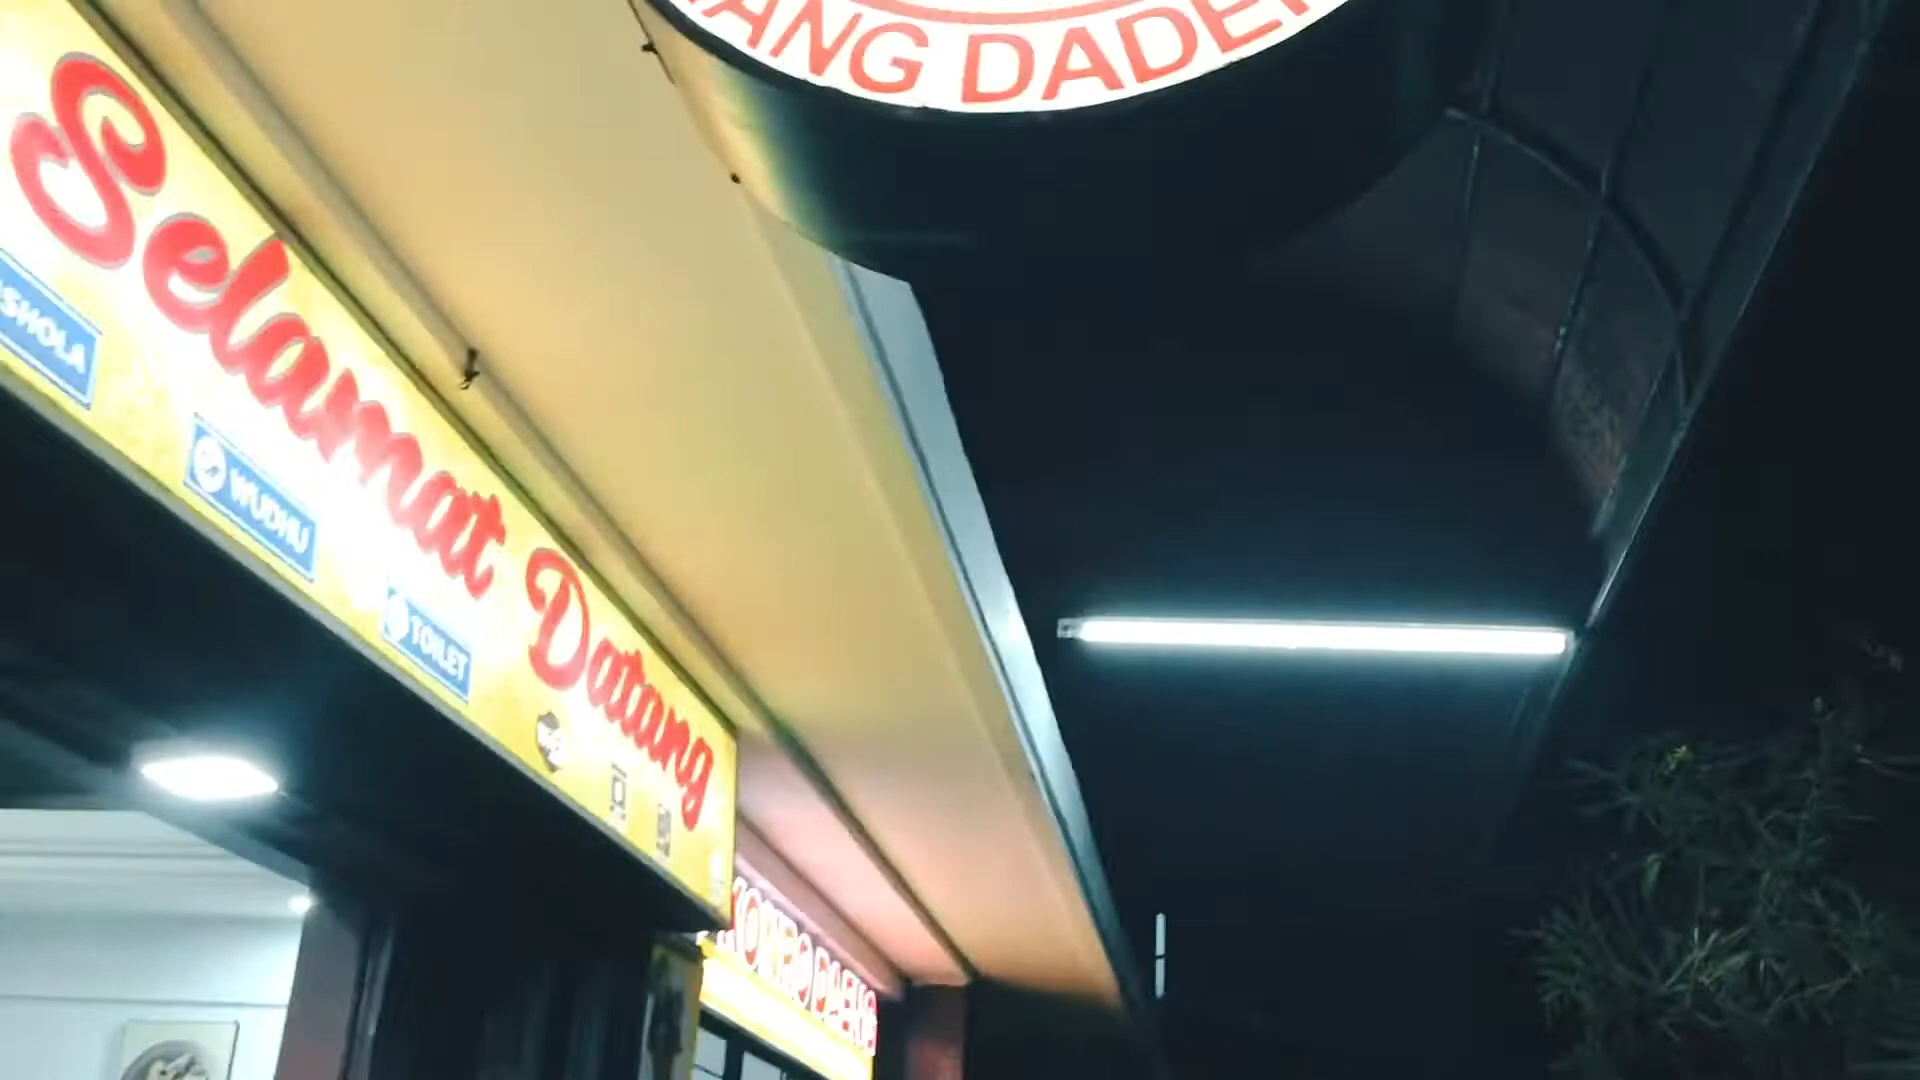 ANG DADE
Selamat Datang
SHOLA
WUDHU
TOILET